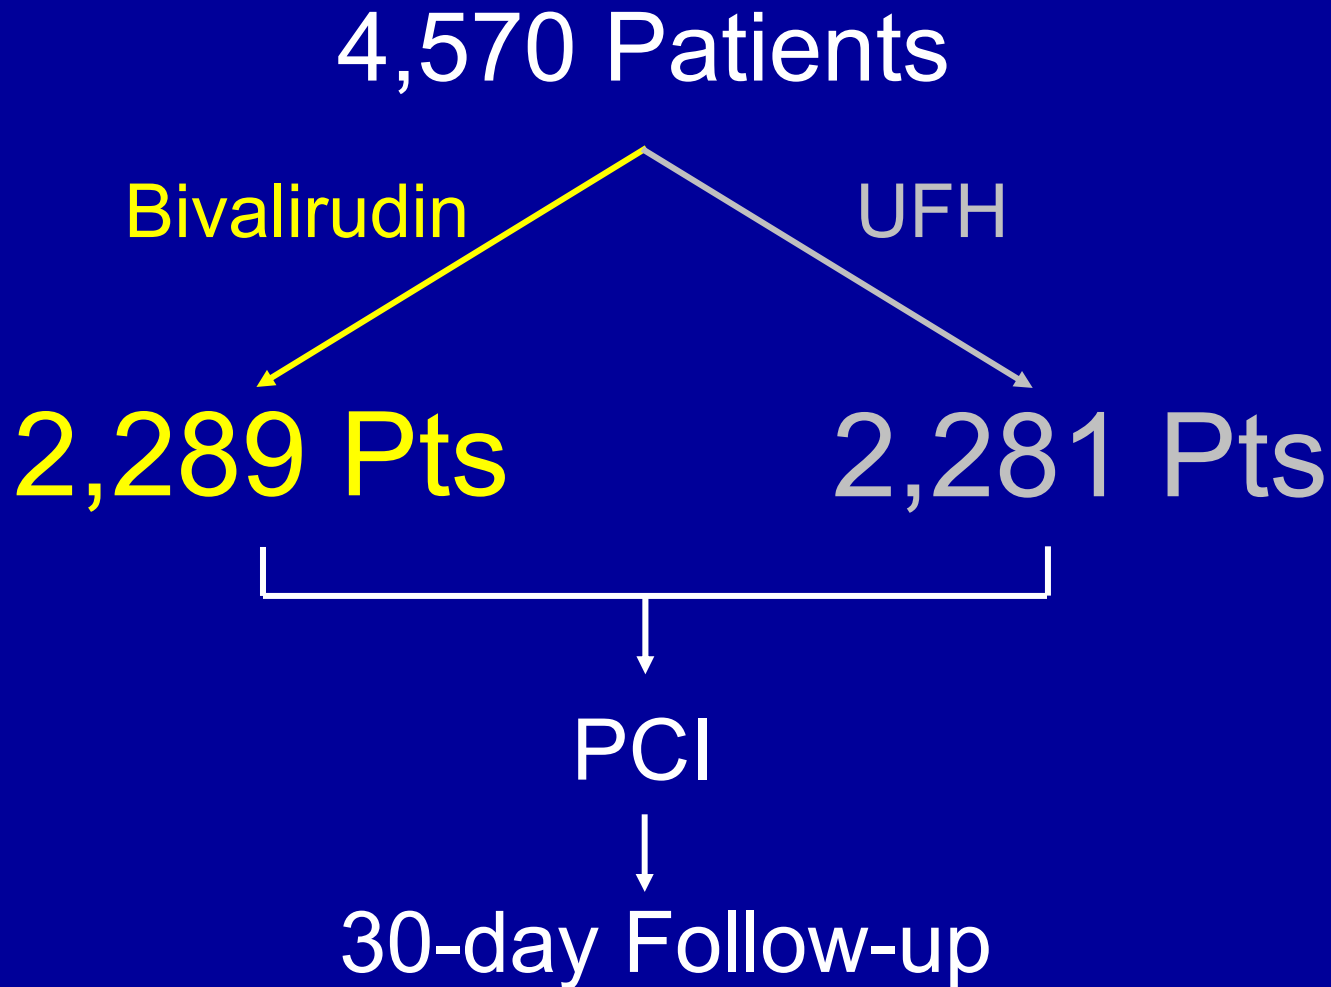 4,570 Patients
Bivalirudin
UFH
2,289 Pts
2,281 Pts
PCI
30-day Follow-up